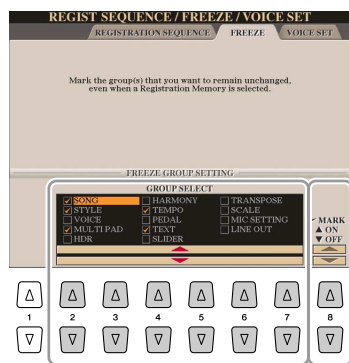 REGIST SEQUENCE / FREEZE / VOICE SET
REGISTRATION SEQUENCE FREEZE VOICE SET
Mark the group(s) that you want to remain unchanged,
even when a Registration Memory is selected.
FREEZE GROUP SETTING
GROUP SELECT
SONG HARMONY TRANSPOSE
STYLE TEMPO SCALE
VOICE PEDAL MIC SETTING
MULTI PAD TEXT LINE OUT
HDR SLIDER
MARK
▲ ON
▼ OFF
1 2 3 4 5 6 7 8